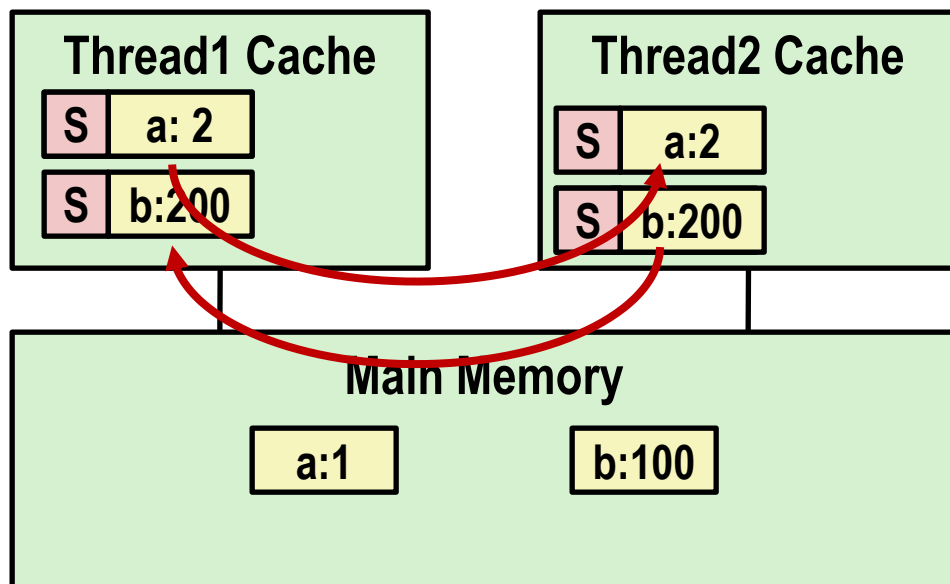 Thread1 Cache
S a: 2
S b:200
Thread2 Cache
S a:2
S b:200
Main Memory
a:1
b:100